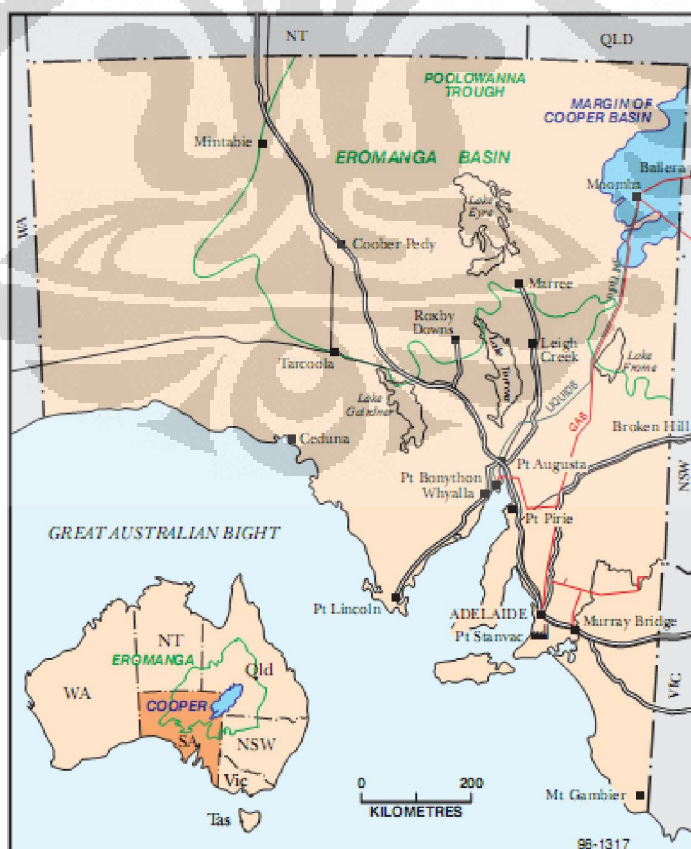 NT
QLD
POOLOWANNA
TROUGH
MARGIN OF
COOPER BASIN
Mintabie
EROMANGA BASIN
Ballera
Moomba
Lake
Eyre
WA
Coober Pedy
Marree
Roxby
Downs
Lake
Torrens
Leigh
Creek
Tarcoola
Lake
Frome
Lake
Gairdner
LIQUIDS
GAS
Ceduna
Broken Hill
Pt Augusta
NSW
Pt Bonython
Whyalla
Pt Pirie
GREAT AUSTRALIAN BIGHT
Pt Lincoln
ADELAIDE
Murray Bridge
Pt Stanvac
NT
EROMANGA
Qld
WA
COOPER
VIC
SA
NSW
Vic
0 200
KILOMETRES
Mt Gambier
Tas
98-1317